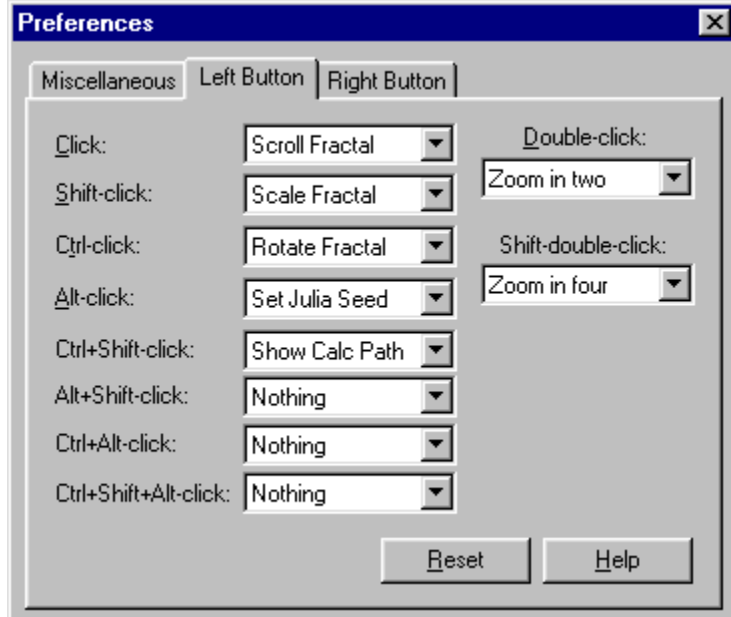 Preferences
Miscellaneous Left Button Right Button
Click: Scroll Fractal
Shift-click: Scale Fractal
Ctrl-click: Rotate Fractal
Alt-click: Set Julia Seed
Ctrl+Shift-click: Show Calc Path
Alt+Shift-click: Nothing
Ctrl+Alt-click: Nothing
Ctrl+Shift+Alt-click: Nothing
Double-click:
Zoom in two
Shift-double-click:
Zoom in four
Reset Help